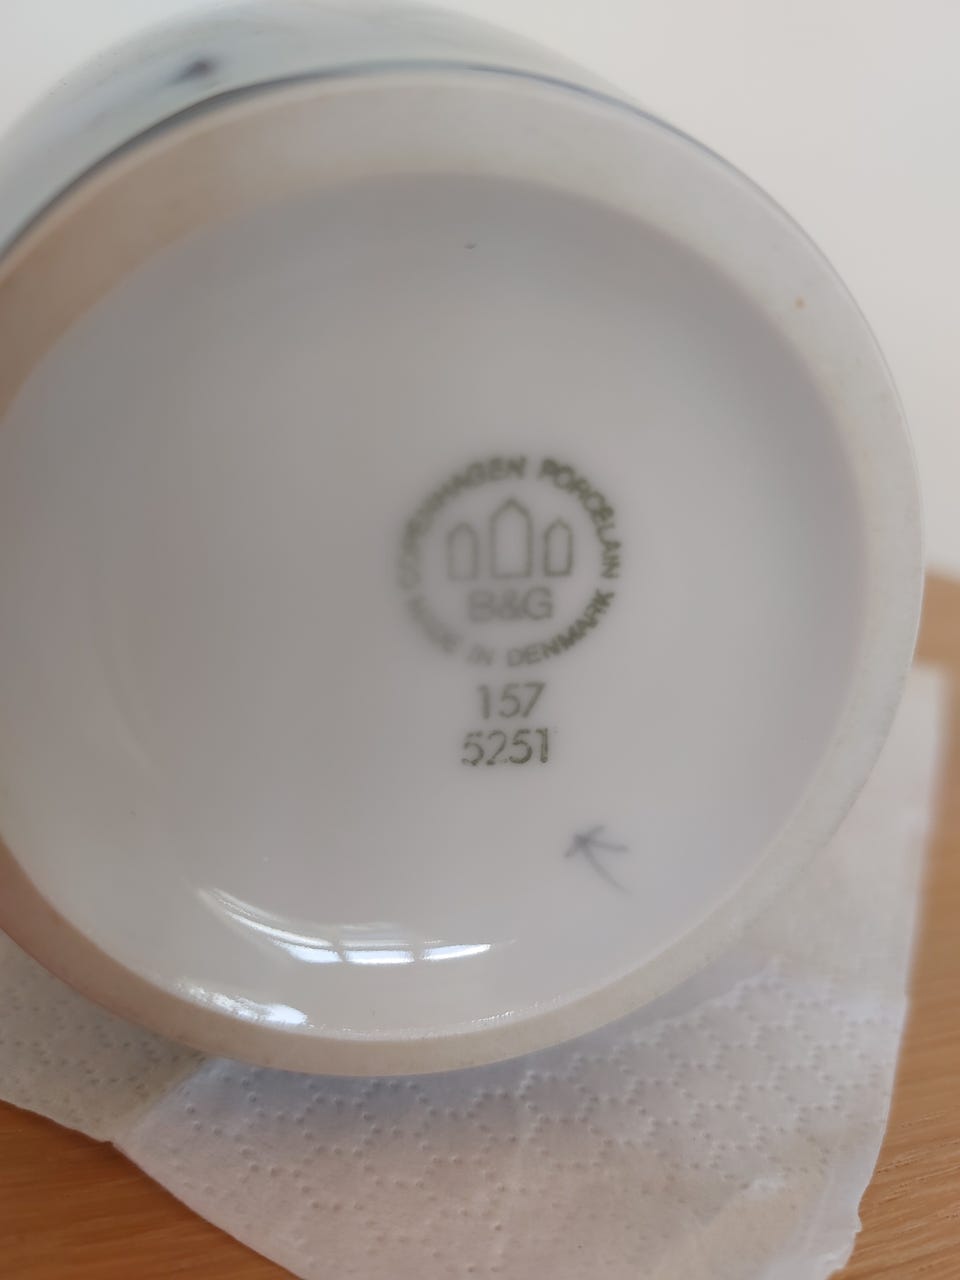 COPENHAGEN PORCELAIN
B&G
MADE IN DENMARK
157
5251